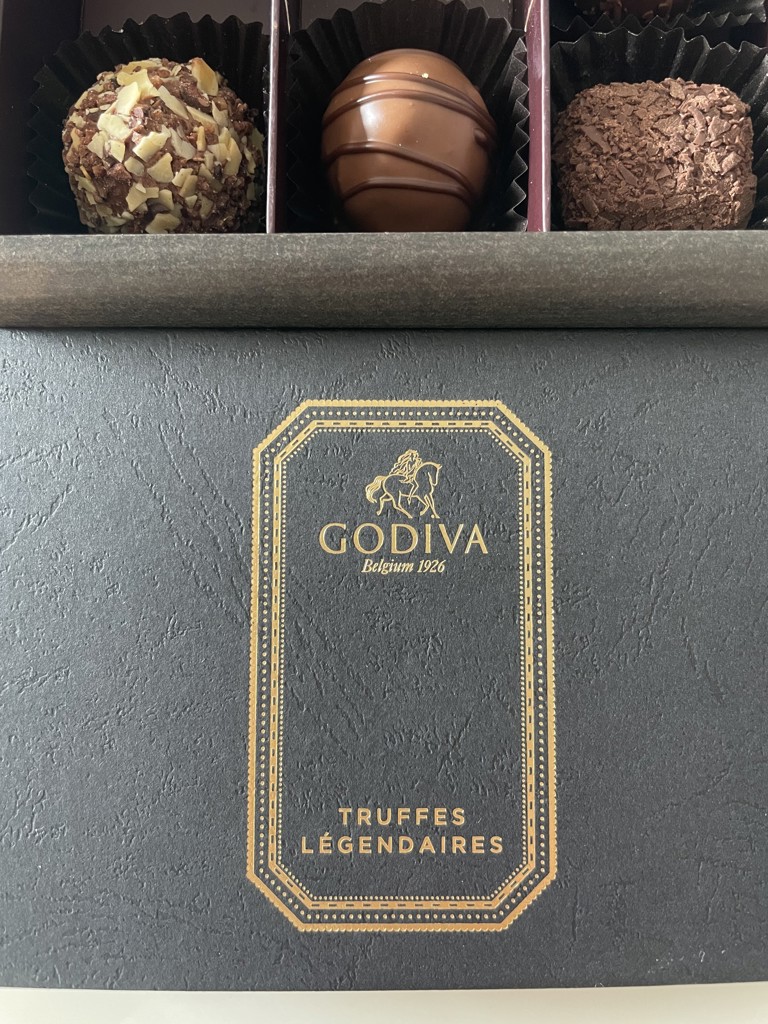 GODIVA
Belgium 1926
TRUFFES
LÉGENDAIRES